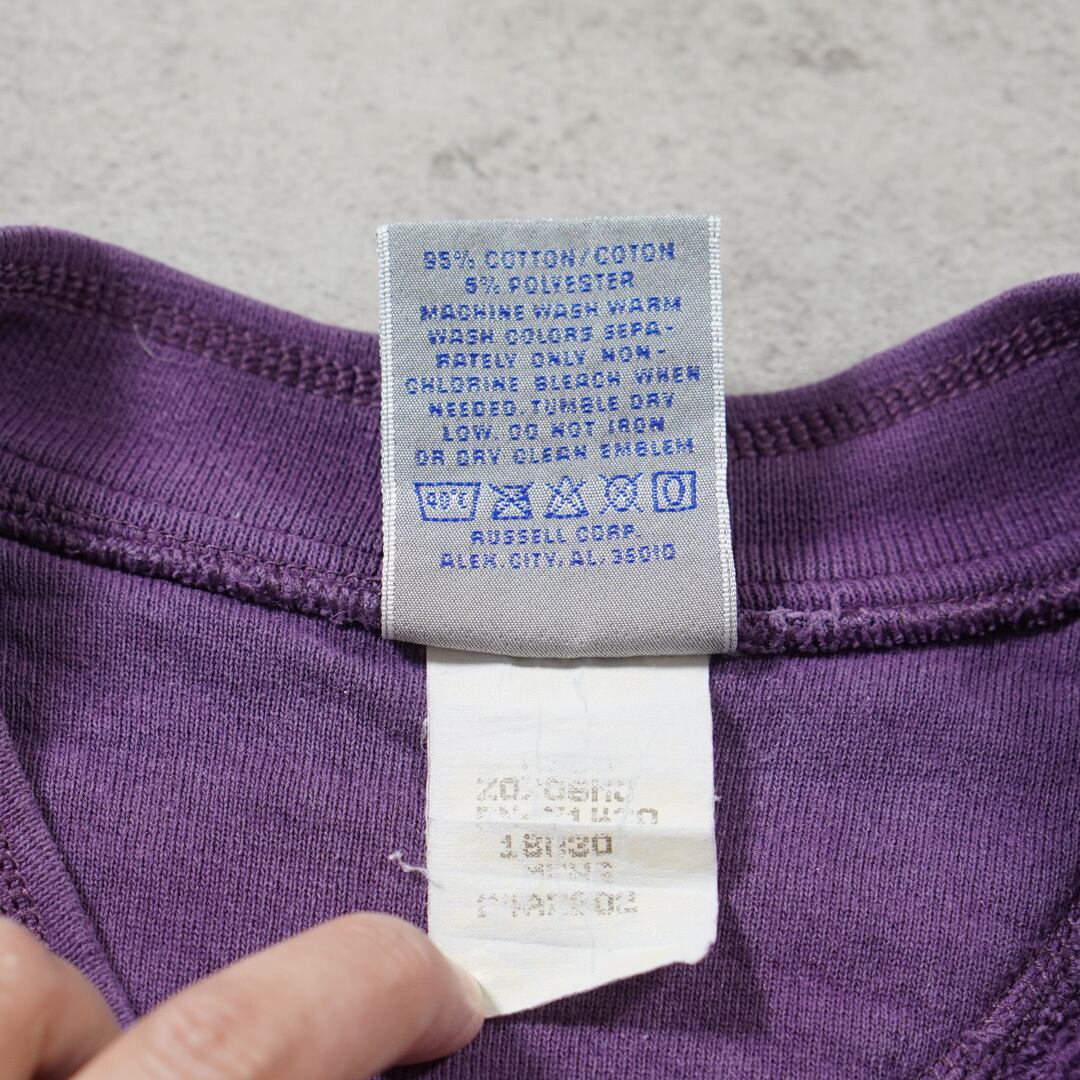 95% COTTON/COTON
5% POLYESTER
MACHINE WASH WARM
WASH COLORS SEPA-
RATELY ONLY NON-
CHLORINE BLEACH WHEN
NEEDED. TUMBLE DRY
LOW. DO NOT IRON
OR DRY CLEAN EMBLEM
40°C
RUSSELL CORP.
ALEX. CITY, AL. 35010